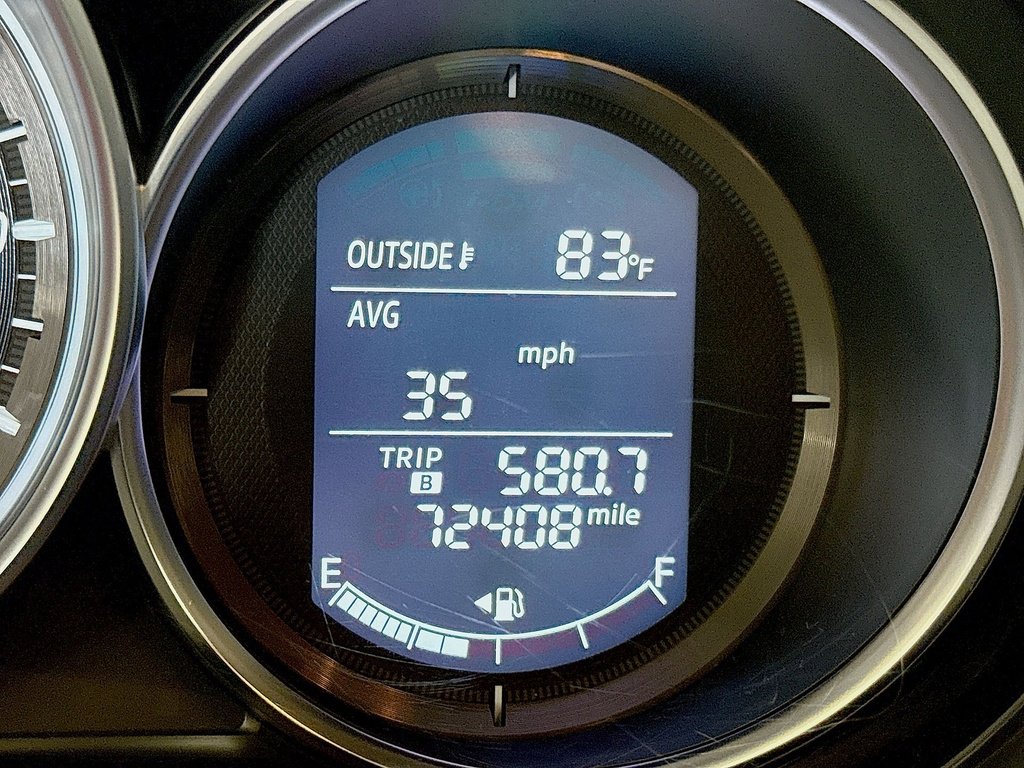 OUTSIDE 83°F
AVG
mph
35
TRIP B 580.7
72408 mile
E F